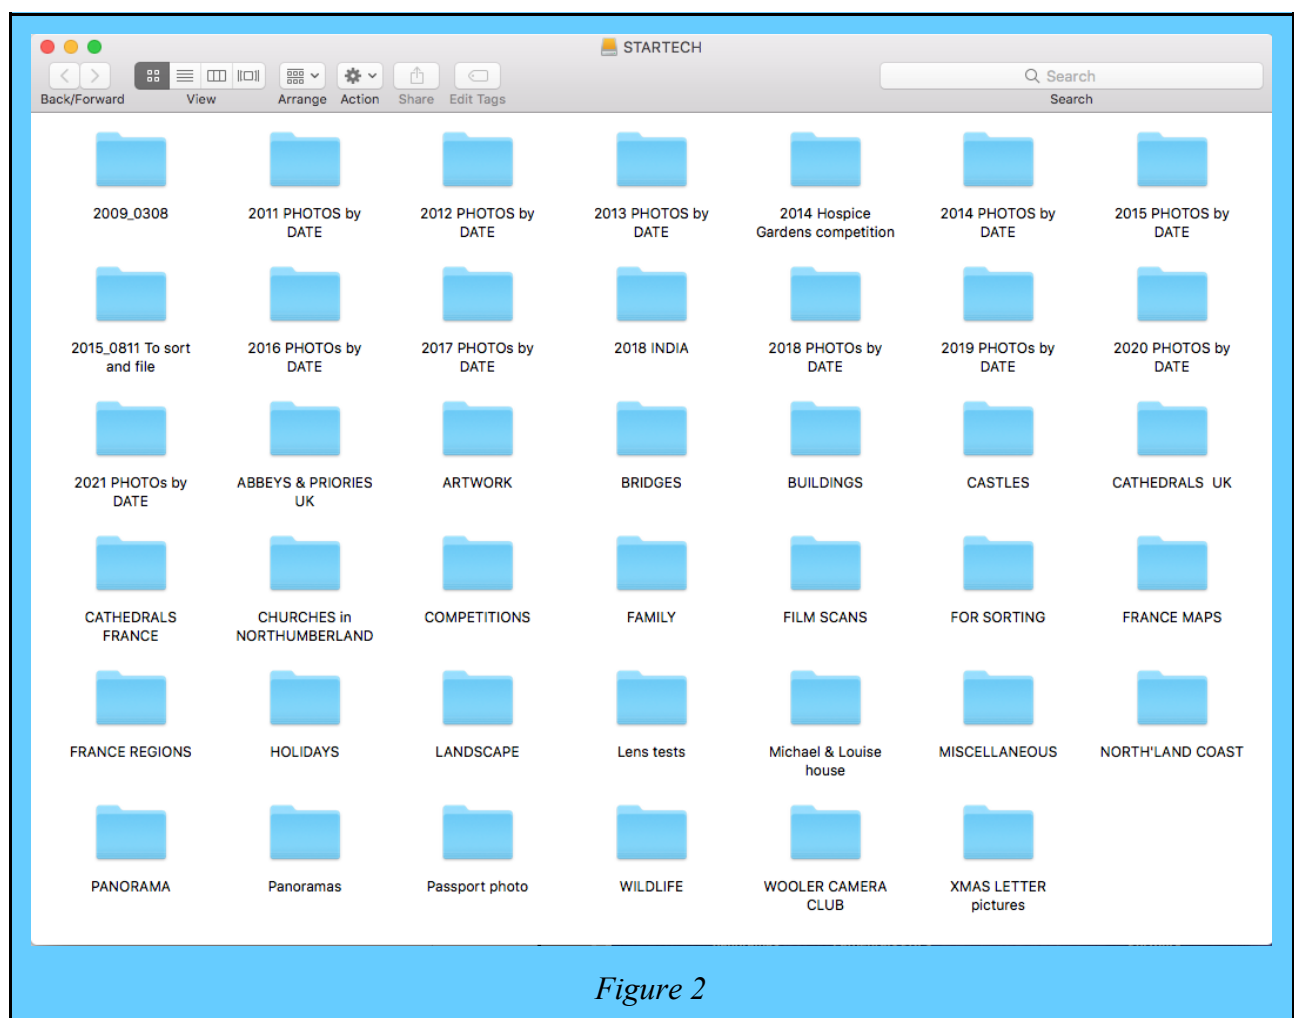 STARTECH
Search
Back/Forward View Arrange Action Share Edit Tags Search
2009_0308
2011 PHOTOS by
DATE
2012 PHOTOS by
DATE
2013 PHOTOS by
DATE
2014 Hospice
Gardens competition
2014 PHOTOS by
DATE
2015 PHOTOS by
DATE
2015_0811 To sort
and file
2016 PHOTOs by
DATE
2017 PHOTOs by
DATE
2018 INDIA
2018 PHOTOs by
DATE
2019 PHOTOs by
DATE
2020 PHOTOS by
DATE
2021 PHOTOs by
DATE
ABBEYS & PRIORIES
UK
ARTWORK
BRIDGES
BUILDINGS
CASTLES
CATHEDRALS  UK
CATHEDRALS
FRANCE
CHURCHES in
NORTHUMBERLAND
COMPETITIONS
FAMILY
FILM SCANS
FOR SORTING
FRANCE MAPS
FRANCE REGIONS
HOLIDAYS
LANDSCAPE
Lens tests
Michael & Louise
house
MISCELLANEOUS
NORTH'LAND COAST
PANORAMA
Panoramas
Passport photo
WILDLIFE
WOOLER CAMERA
CLUB
XMAS LETTER
pictures
Figure 2